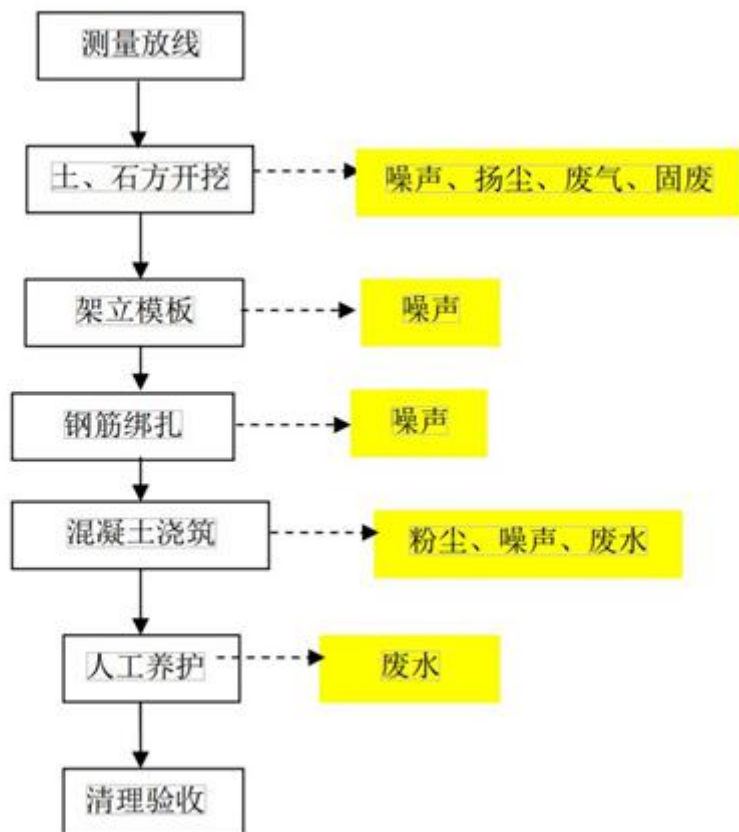 测量放线
土、石方开挖
噪声、扬尘、废气、固废
架立模板
噪声
钢筋绑扎
噪声
混凝土浇筑
粉尘、噪声、废水
人工养护
废水
清理验收